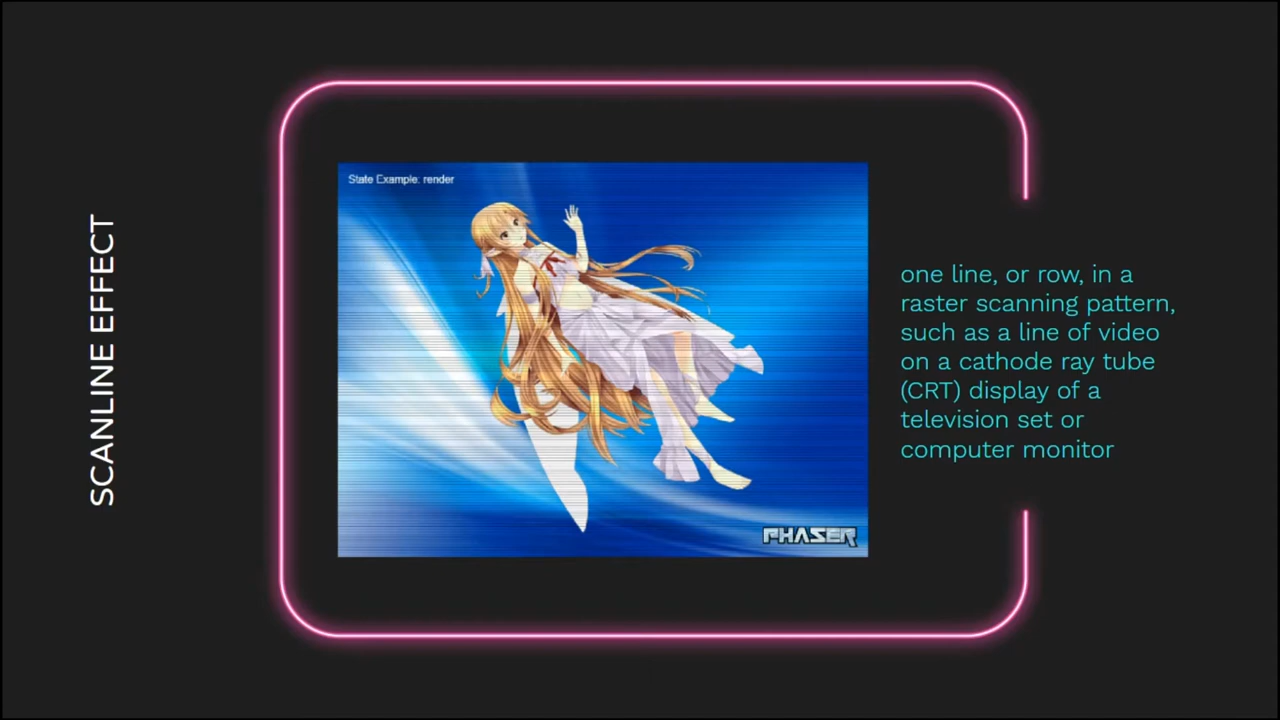 SCANLINE EFFECT
State Example: render
PHASER
one line, or row, in a
raster scanning pattern,
such as a line of video
on a cathode ray tube
(CRT) display of a
television set or
computer monitor